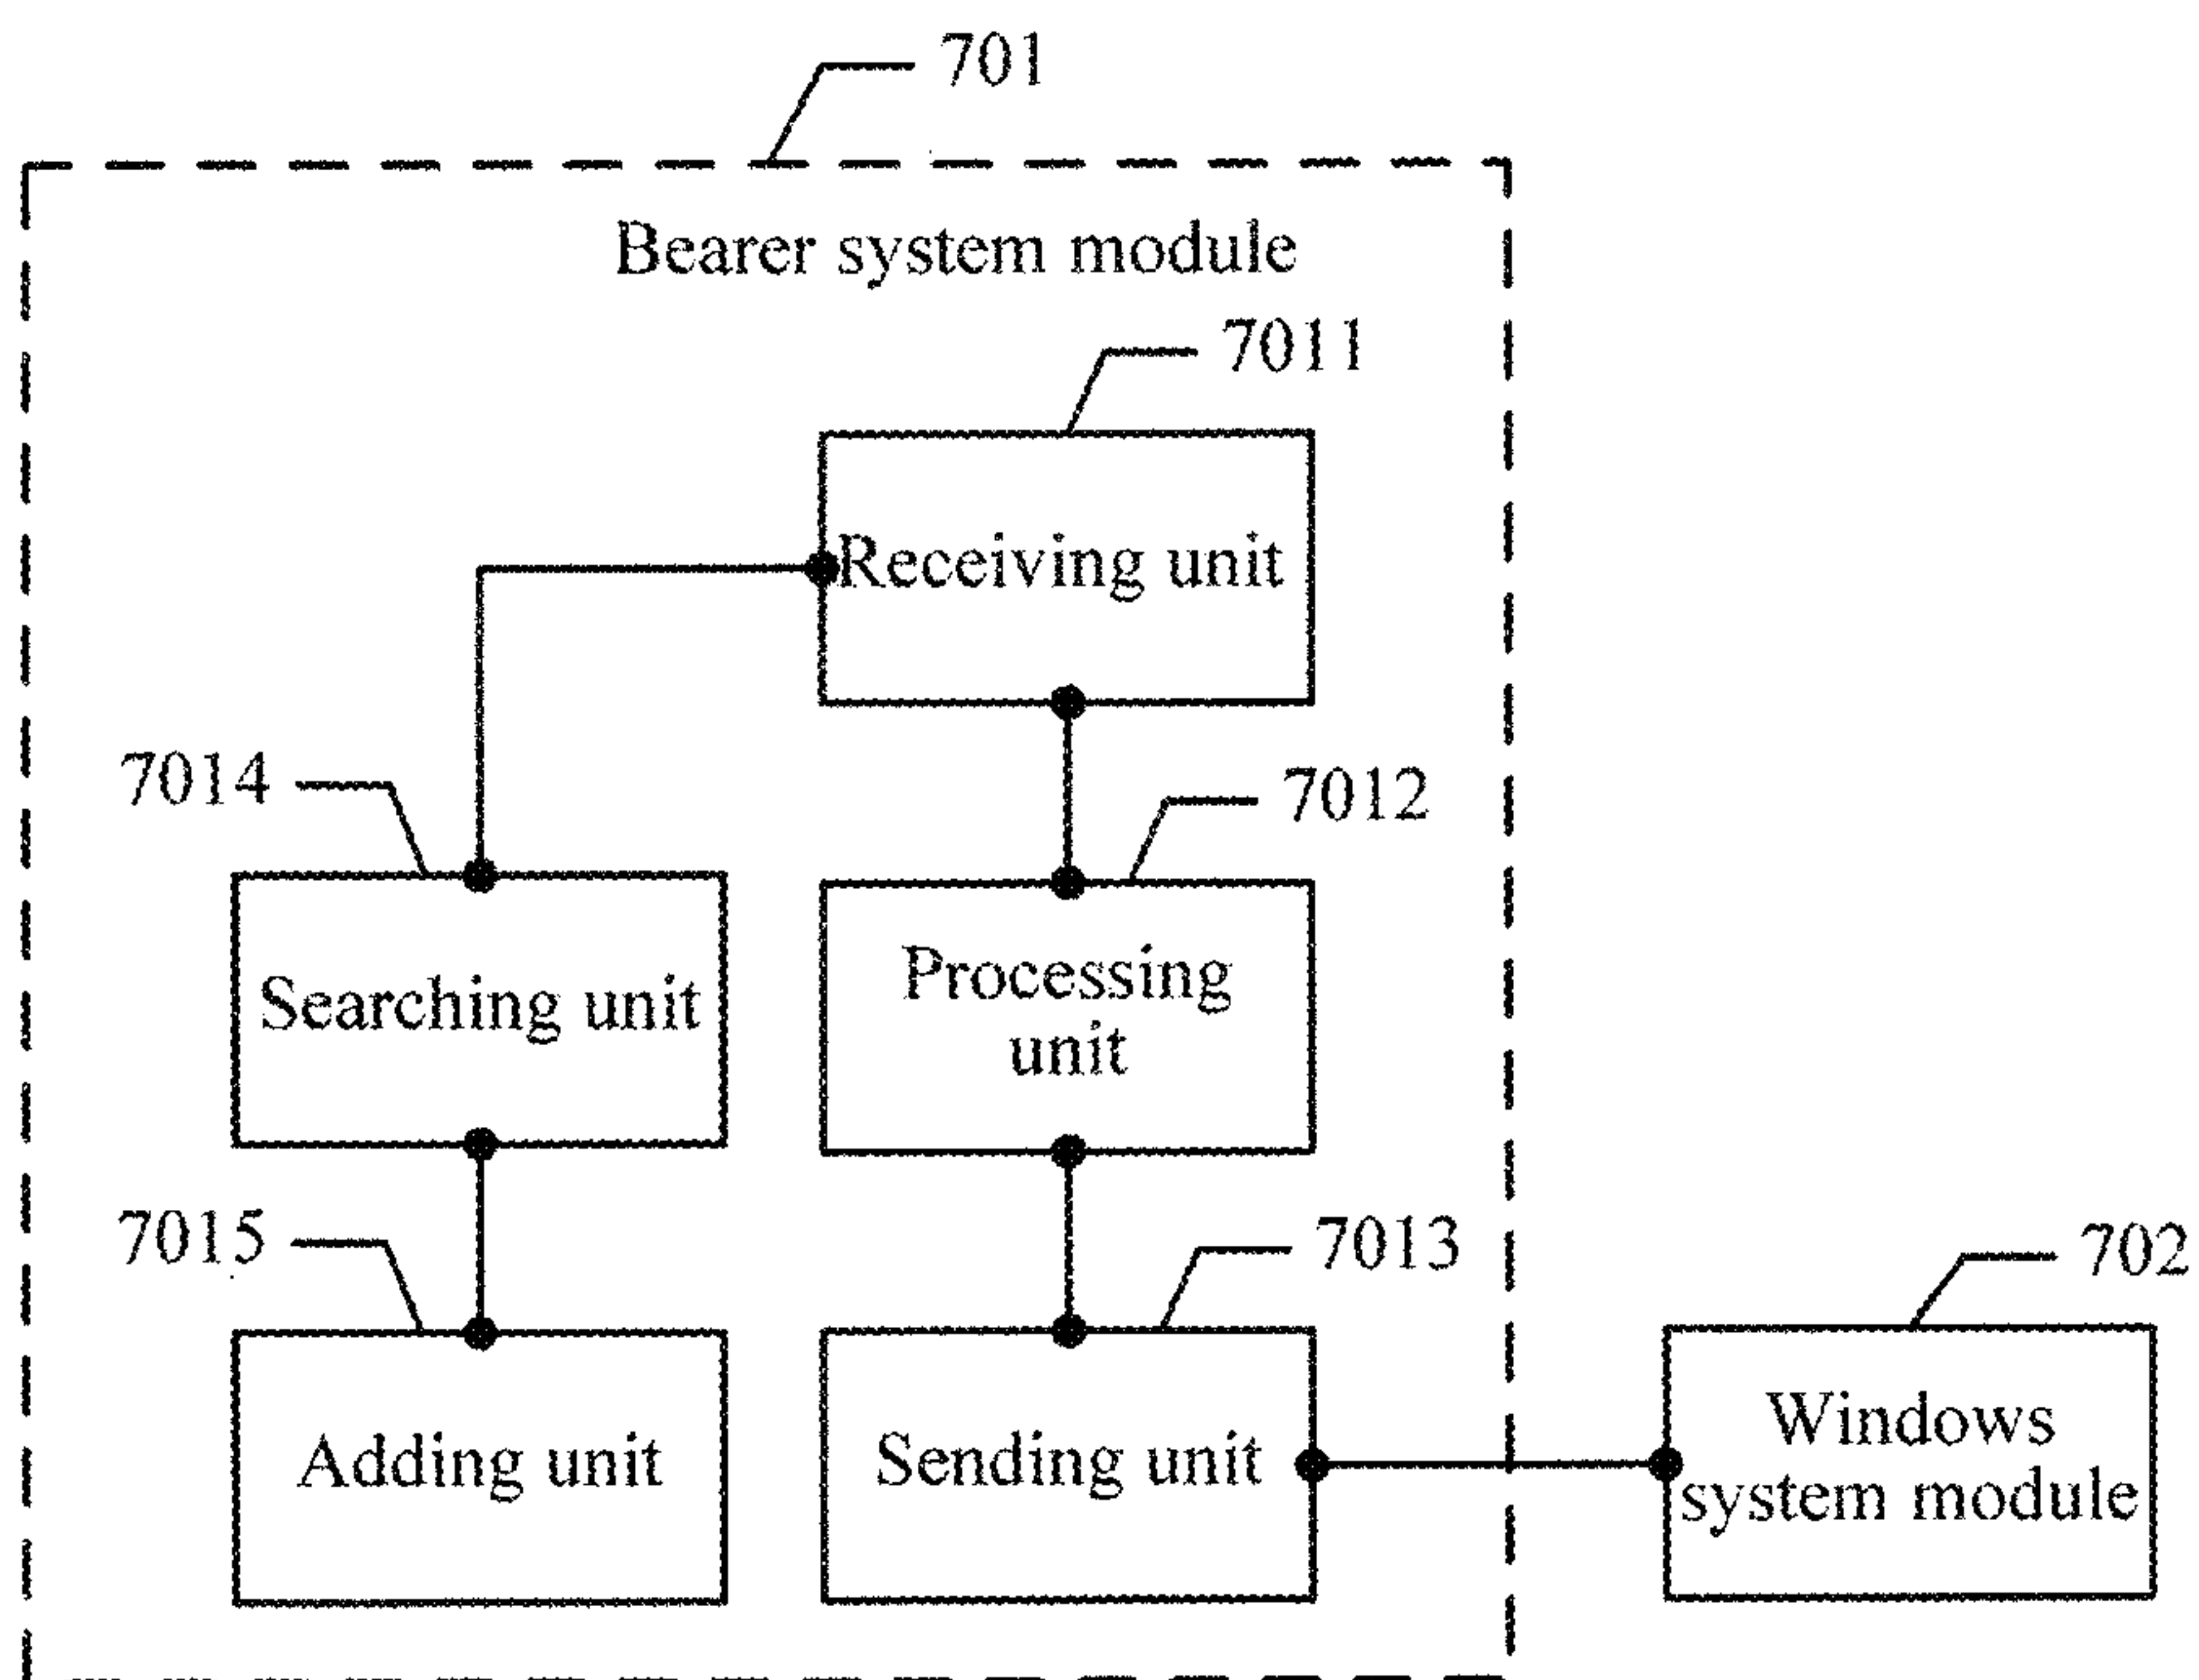 701
Bearer system module
7011
Receiving unit
7014
7012
Searching unit
Processing
unit
7015
7013
702
Adding unit
Sending unit
Windows
system module